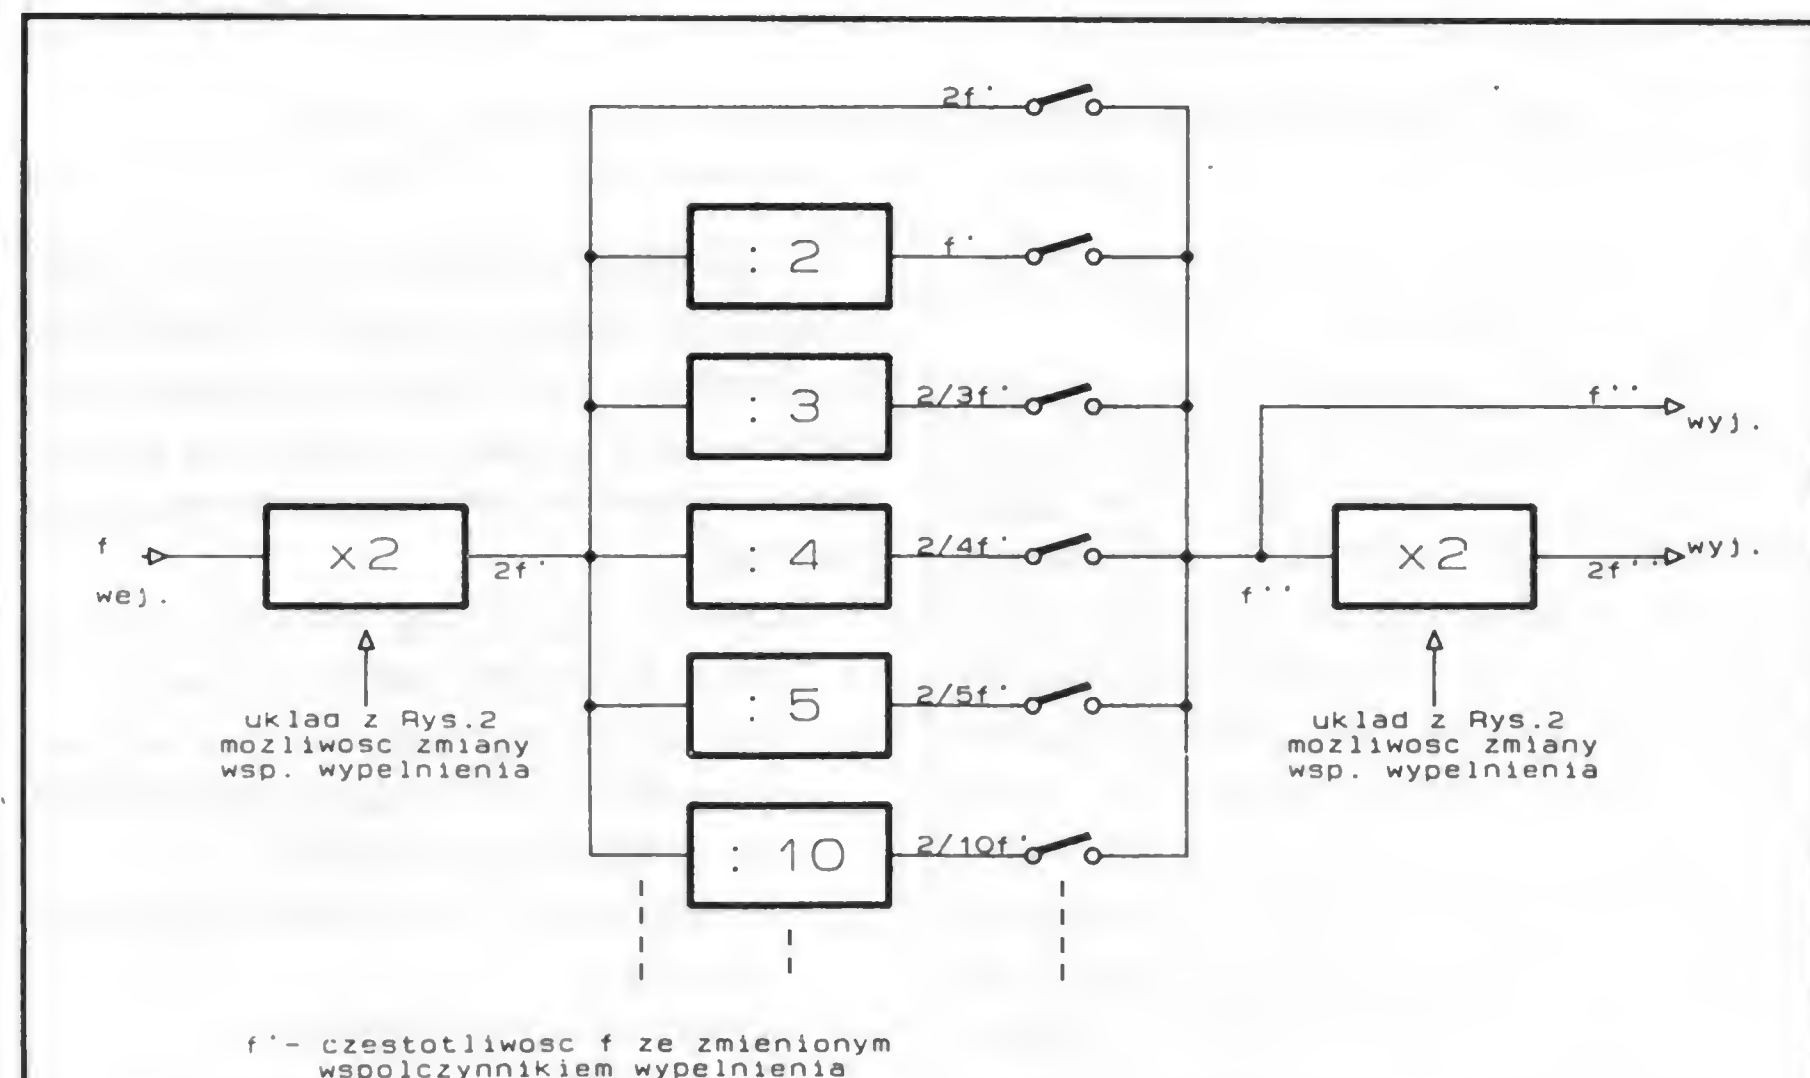 2f'
: 2
f'
: 3
2/3f'
f''
wyj.
f
wej.
x2
2f'
: 4
2/4f'
f''
x2
2f''
wyj.
: 5
2/5f'
uklad z Rys.2
mozliwosc zmiany
wsp. wypelnienia
uklad z Rys.2
mozliwosc zmiany
wsp. wypelnienia
: 10
2/10f'
f'- czestotliwosc f ze zmienionym
wspolczynnikiem wypelnienia